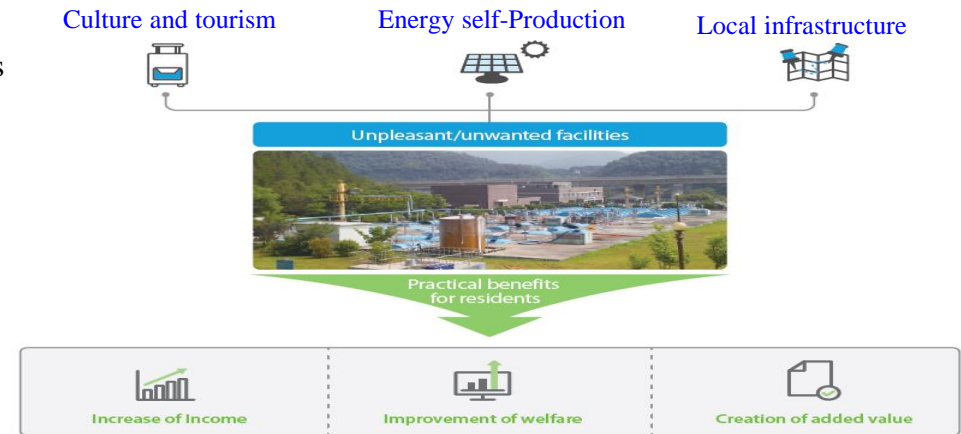 Culture and tourism
Energy self-Production
Local infrastructure
s
Unpleasant/unwanted facilities
Practical benefits
for residents
Increase of Income
Improvement of welfare
Creation of added value